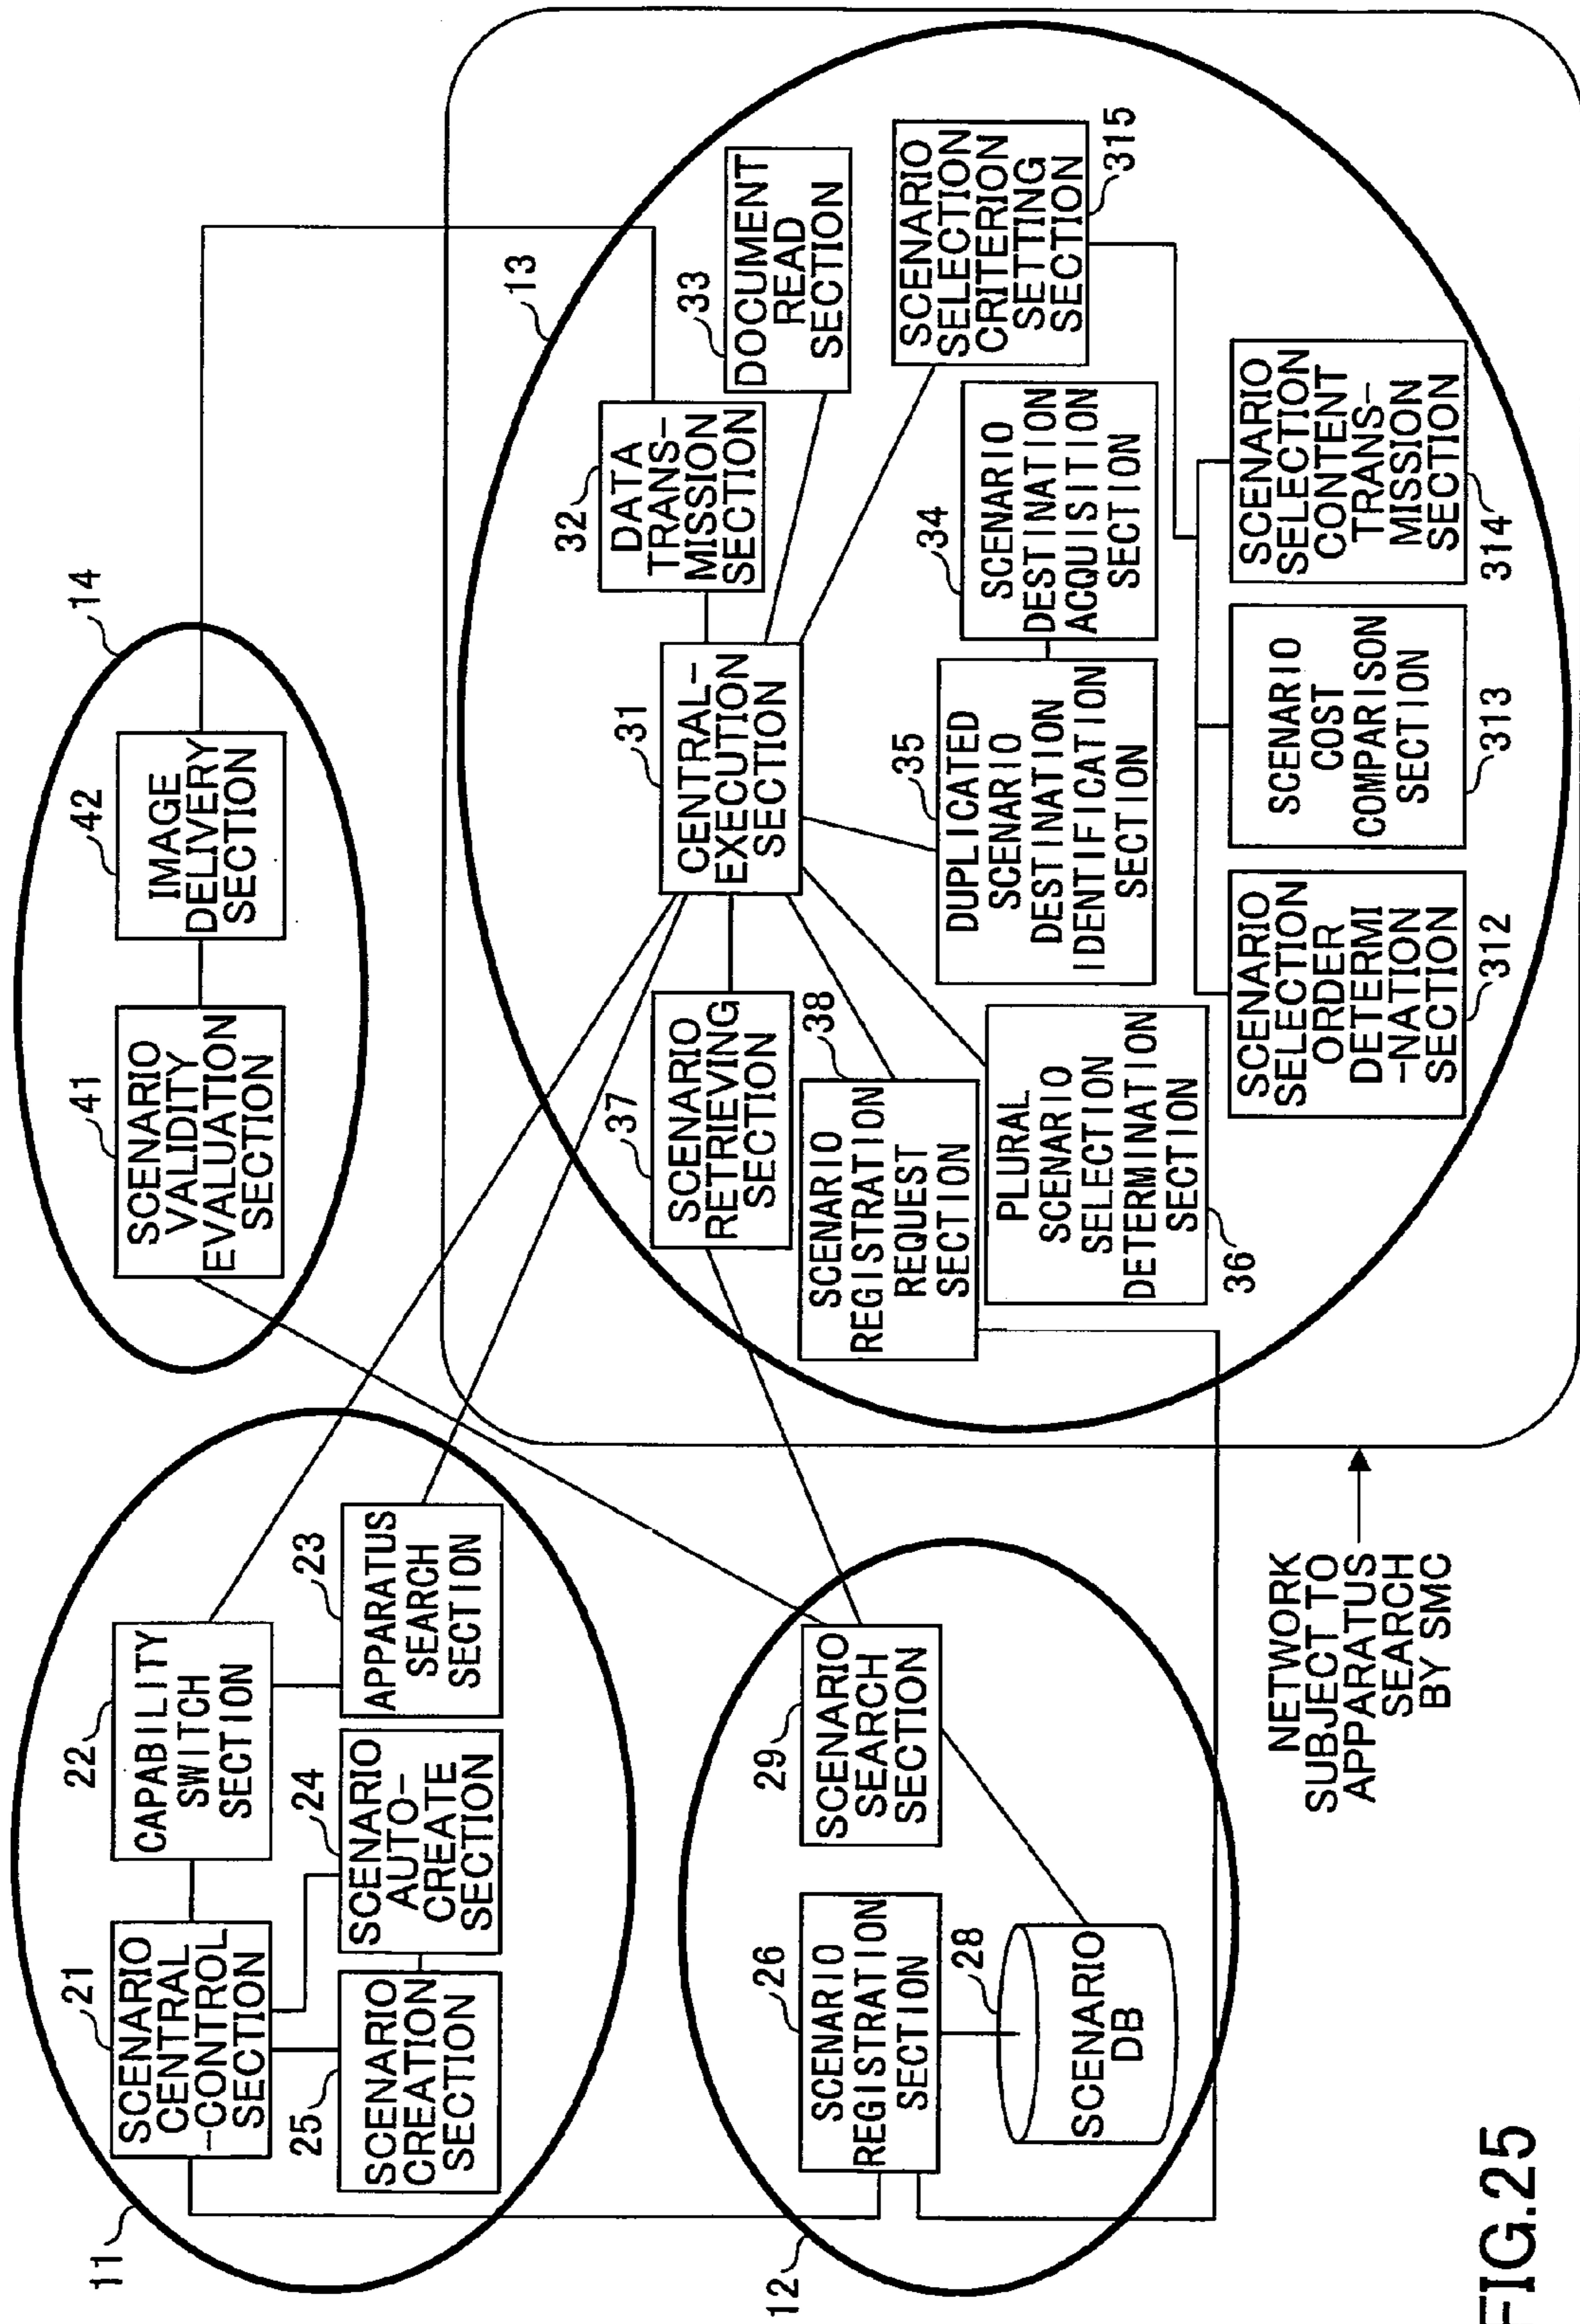 11
21
SCENARIO
CENTRAL
-CONTROL
SECTION
22
CAPABILITY
SWITCH
SECTION
23
APPARATUS
SEARCH
SECTION
24
SCENARIO
AUTO-
CREATE
SECTION
25
SCENARIO
CREATION
SECTION
14
41
SCENARIO
VALIDITY
EVALUATION
SECTION
42
IMAGE
DELIVERY
SECTION
12
26
SCENARIO
REGISTRATION
SECTION
28
SCENARIO
DB
29
SCENARIO
SEARCH
SECTION
13
31
CENTRAL-
EXECUTION
SECTION
32
DATA
TRANS-
MISSION
SECTION
33
DOCUMENT
READ
SECTION
37
SCENARIO
RETRIEVING
SECTION
38
SCENARIO
REGISTRATION
REQUEST
SECTION
PLURAL
SCENARIO
SELECTION
DETERMINATION
SECTION
36
35
DUPLICATED
SCENARIO
DESTINATION
IDENTIFICATION
SECTION
34
SCENARIO
DESTINATION
ACQUISITION
SECTION
SCENARIO
SELECTION
CRITERION
SETTING
SECTION
315
SCENARIO
SELECTION
ORDER
DETERMI
-NATION
SECTION
312
SCENARIO
COST
COMPARISON
SECTION
313
SCENARIO
SELECTION
CONTENT
TRANS-
MISSION
SECTION
314
NETWORK
SUBJECT TO
APPARATUS
SEARCH
BY SMC
FIG.25